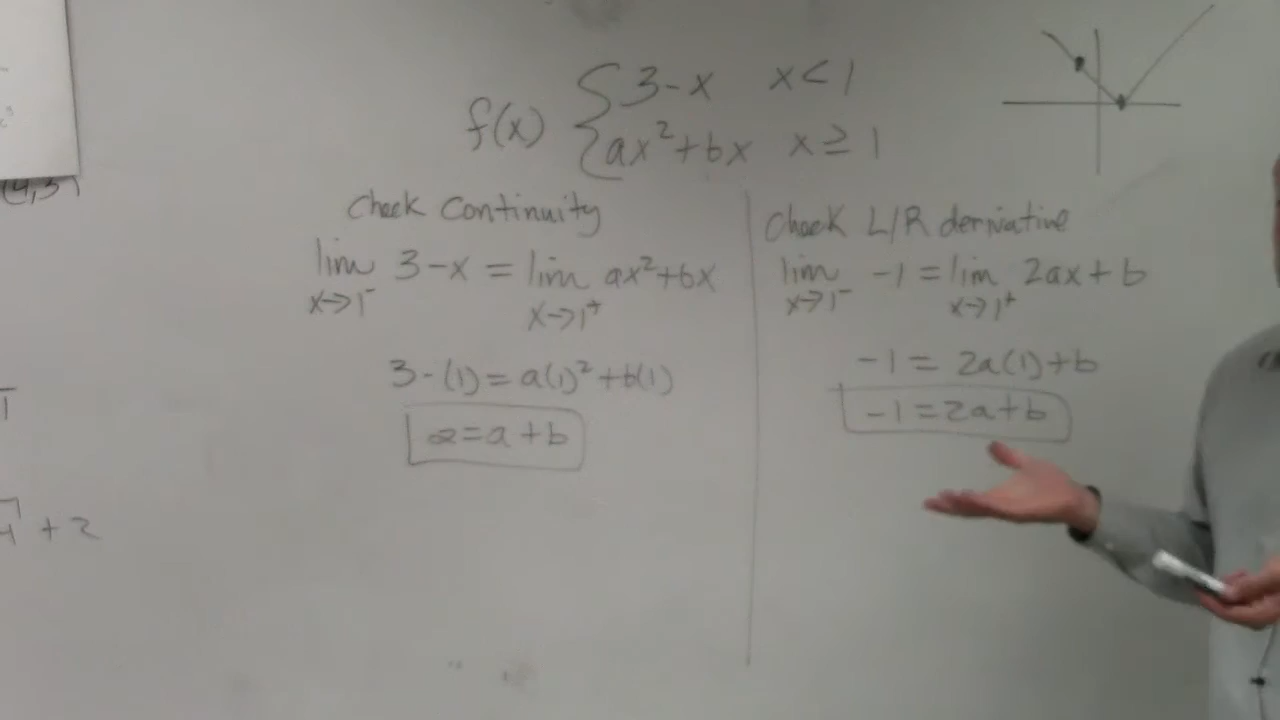 f(x) { 3-x x<1
ax²+bx x≥1
Check Continuity
lim x→1⁻ 3-x = lim x→1⁺ ax²+bx
3-(1)=a(1)²+b(1)
2=a+b
Check L/R derivative
lim x→1⁻ -1 = lim x→1⁺ 2ax+b
-1 = 2a(1)+b
-1=2a+b
+2